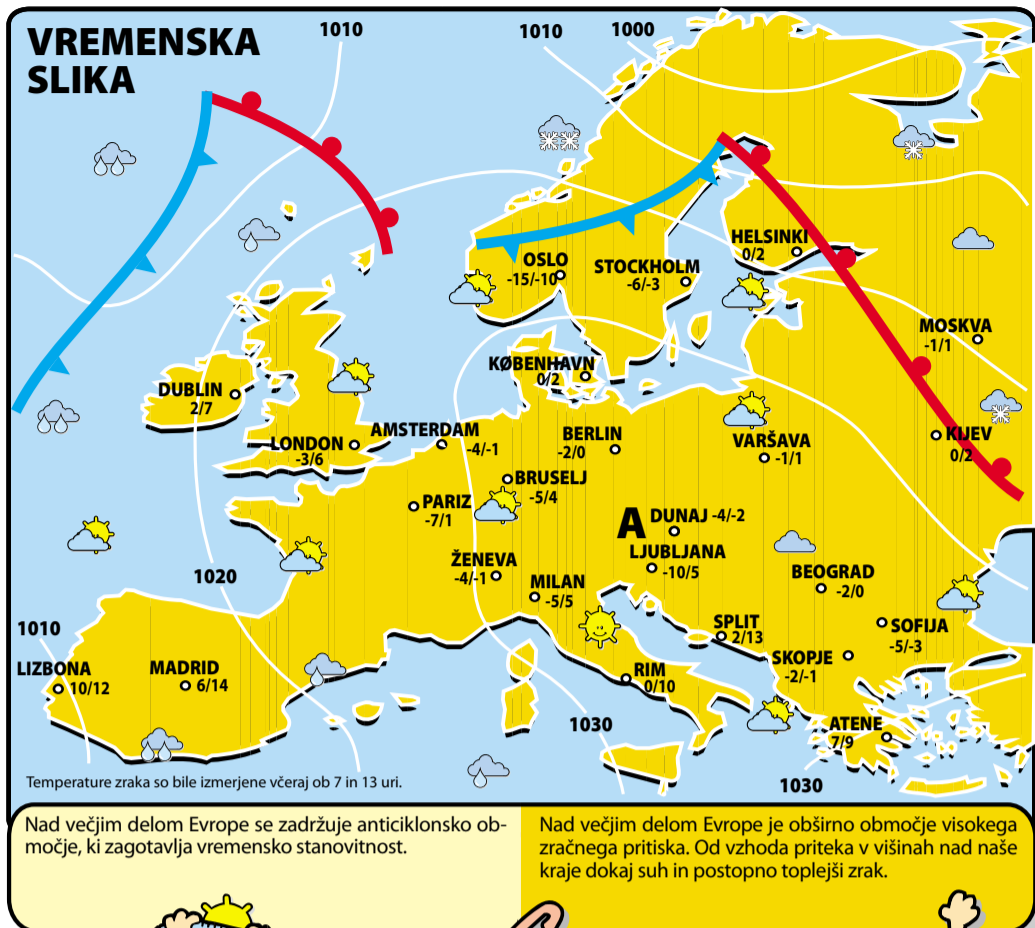 VREMENSKA
SLIKA
1010
1010
1000
HELSINKI
0/2
OSLO
-15/-10
STOCKHOLM
-6/-3
MOSKVA
-1/1
KØBENHAVN
0/2
DUBLIN
2/7
LONDON
-3/6
AMSTERDAM
-4/-1
BERLIN
-2/0
VARŠAVA
-1/1
KIJEV
0/2
BRUSELJ
-5/4
PARIZ
-7/1
A
DUNAJ -4/-2
LJUBLJANA
-10/5
ŽENEVA
-4/-1
MILAN
-5/5
BEOGRAD
-2/0
1020
1010
SPLIT
2/13
SOFIJA
-5/-3
SKOPJE
-2/-1
LIZBONA
10/12
MADRID
6/14
RIM
0/10
1030
ATENE
7/9
1030
Temperature zraka so bile izmerjene včeraj ob 7 in 13 uri.
Nad večjim delom Evrope se zadržuje anticiklonsko ob-
močje, ki zagotavlja vremensko stanovitnost.
Nad večjim delom Evrope je obširno območje visokega
zračnega pritiska. Od vzhoda priteka v višinah nad naše
kraje dokaj suh in postopno toplejši zrak.